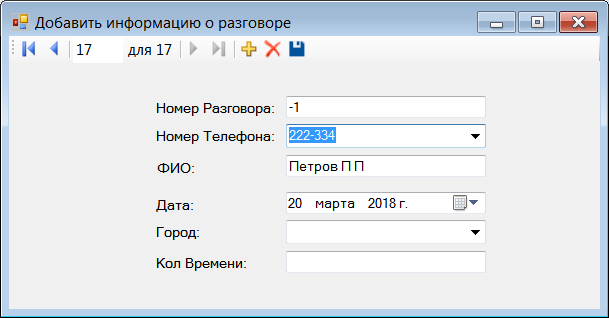 Добавить информацию о разговоре
17 для 17
Номер Разговора: -1
Номер Телефона: 222-334
ФИО: Петров П П
Дата: 20 марта 2018 г.
Город:
Кол Времени: